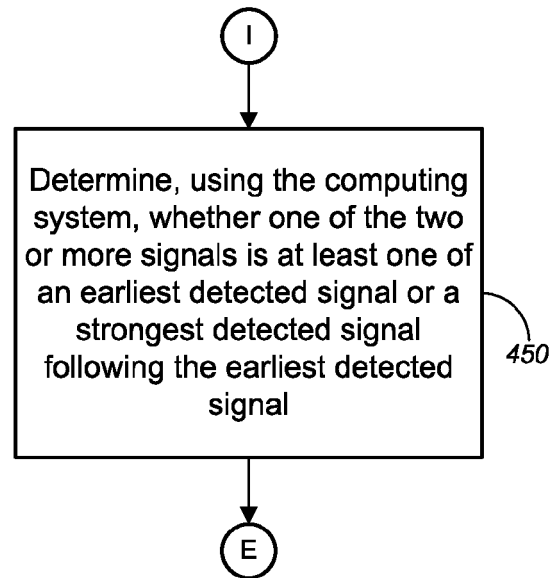 I
Determine, using the computing
system, whether one of the two
or more signals is at least one of
an earliest detected signal or a
strongest detected signal
following the earliest detected
signal
450
E